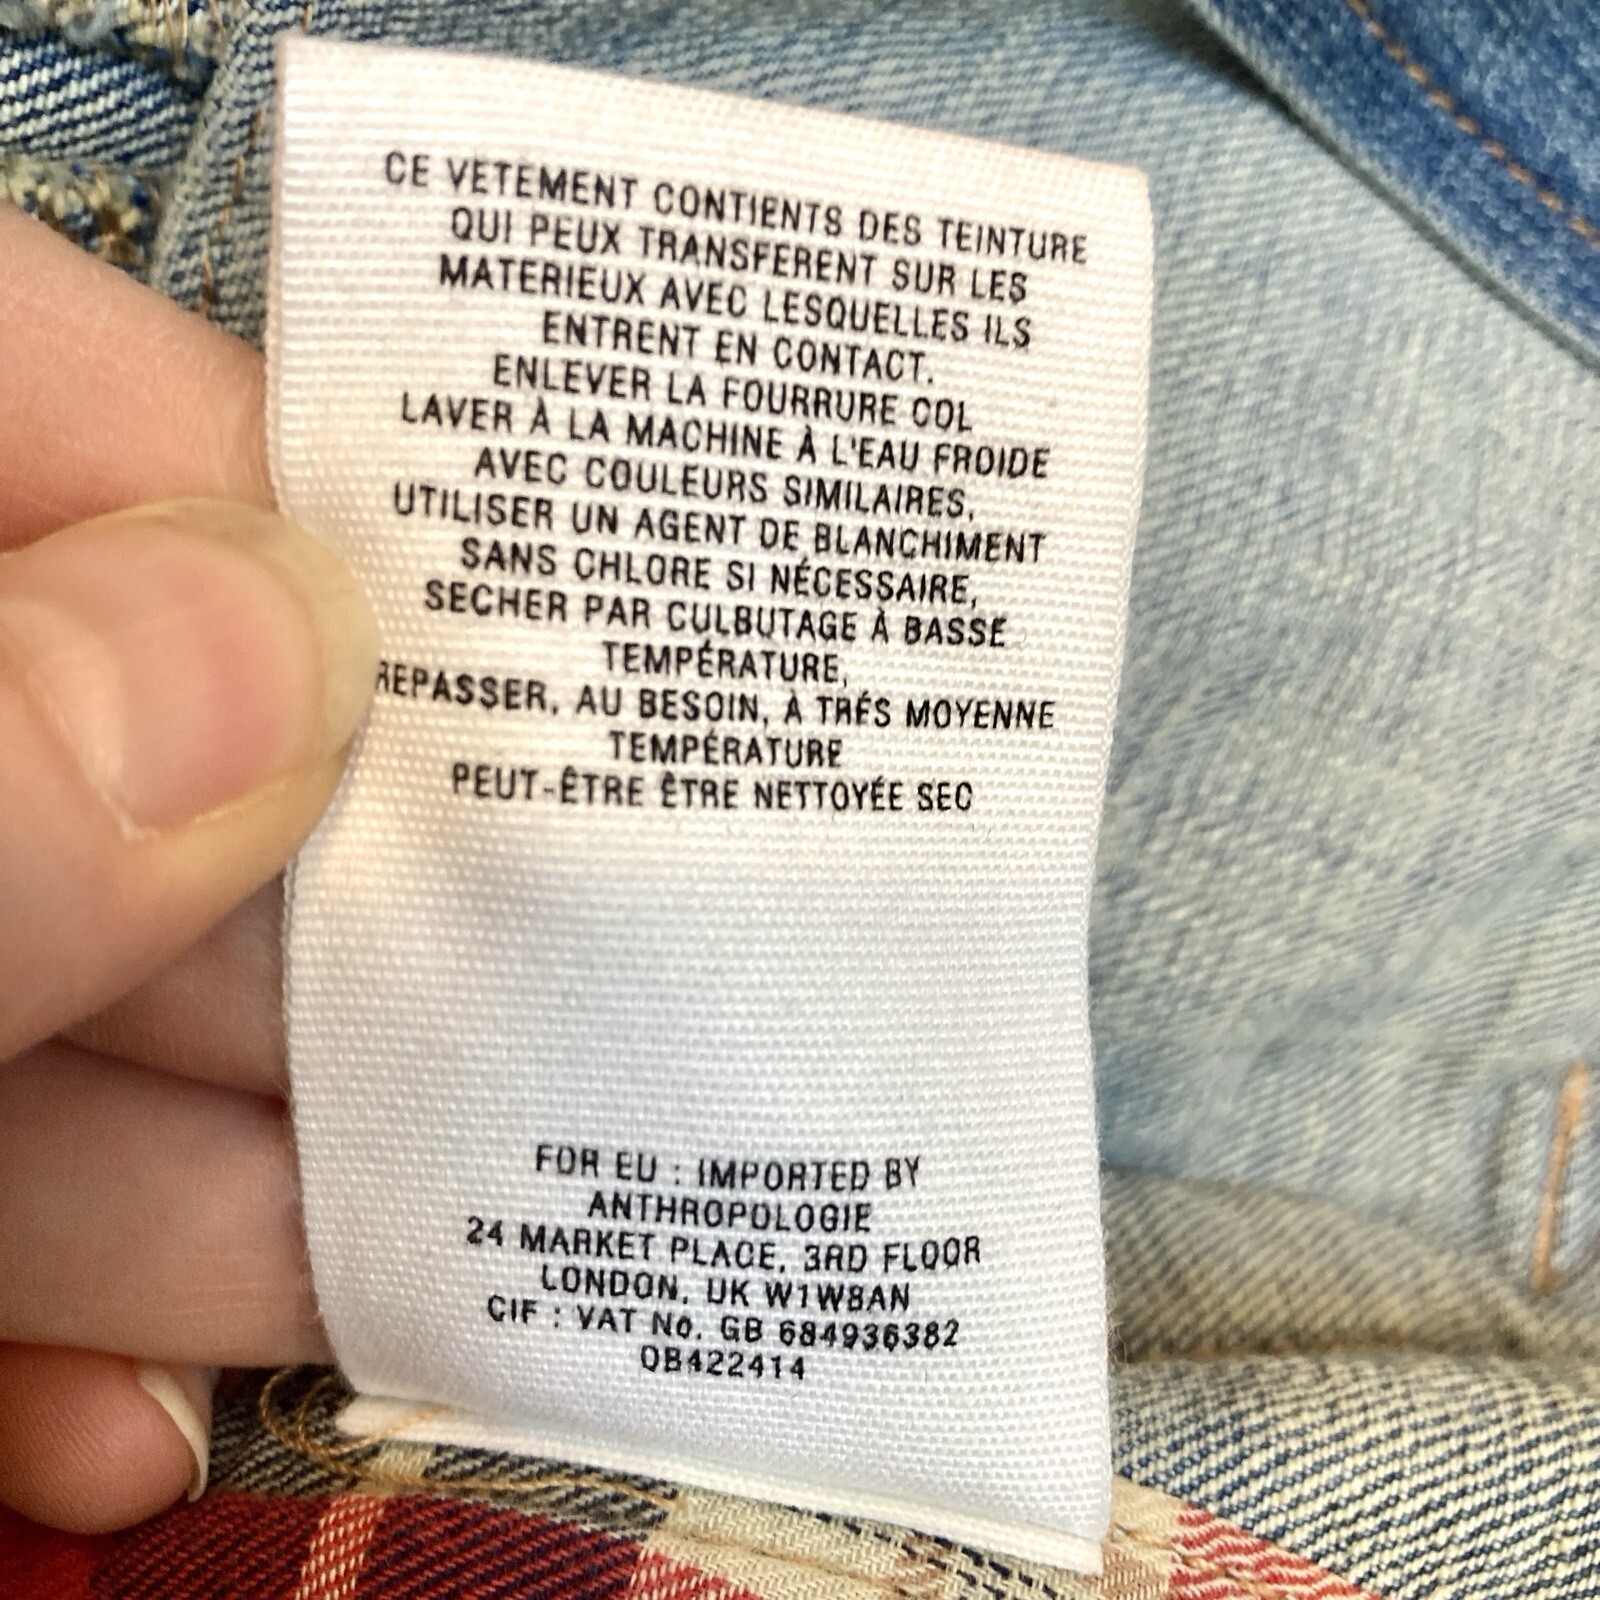 CE VETEMENT CONTIENTS DES TEINTURE
QUI PEUX TRANSFERENT SUR LES
MATERIEUX AVEC LESQUELLES ILS
ENTRENT EN CONTACT.
ENLEVER LA FOURRURE COL
LAVER À LA MACHINE À L'EAU FROIDE
AVEC COULEURS SIMILAIRES,
UTILISER UN AGENT DE BLANCHIMENT
SANS CHLORE SI NÉCESSAIRE,
SECHER PAR CULBUTAGE À BASSE
TEMPÉRATURE,
REPASSER, AU BESOIN, À TRÉS MOYENNE
TEMPÉRATURE
PEUT-ÊTRE ÊTRE NETTOYÉE SEC
FOR EU : IMPORTED BY
ANTHROPOLOGIE
24 MARKET PLACE, 3RD FLOOR
LONDON, UK W1W8AN
CIF : VAT No. GB 684936382
OB422414